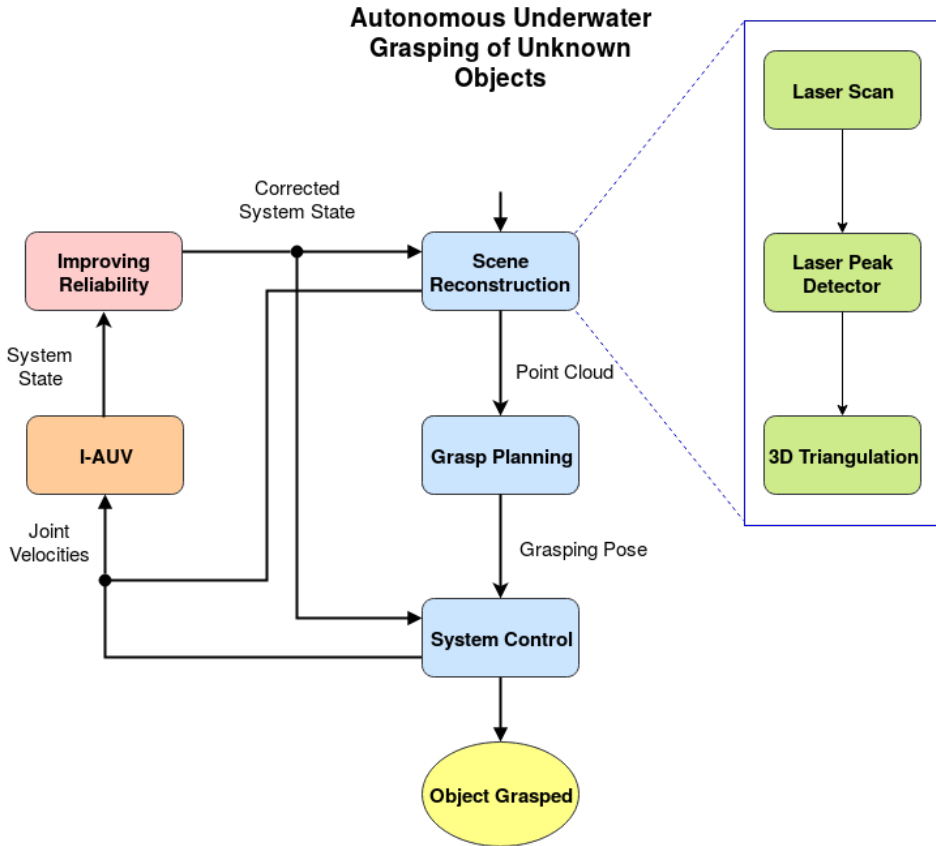 Autonomous Underwater
Grasping of Unknown
Objects
Laser Scan
Corrected
System State
Improving
Reliability
Scene
Reconstruction
Laser Peak
Detector
System
State
Point Cloud
I-AUV
Grasp Planning
3D Triangulation
Joint
Velocities
Grasping Pose
System Control
Object Grasped